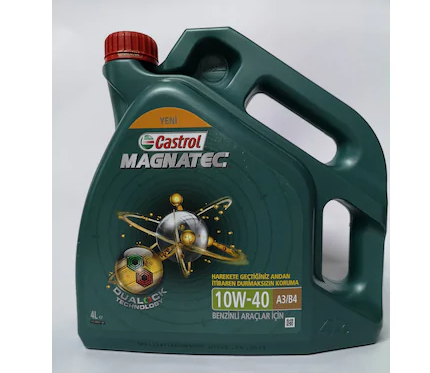 YENİ
Castrol
MAGNATEC
HAREKETE GEÇTİĞİNİZ ANDAN
İTİBAREN DURMAKSIZIN KORUMA
10W-40 A3/B4
BENZİNLİ ARAÇLAR İÇİN
DUALOCK
TECHNOLOGY
4L